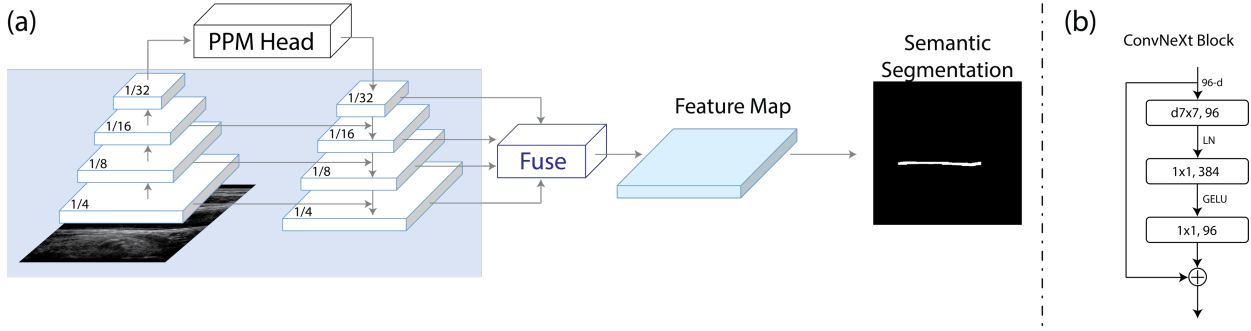 (a)
PPM Head
1/32
1/16
1/8
1/4
1/32
1/16
1/8
1/4
Fuse
Feature Map
Semantic
Segmentation
(b)
ConvNeXt Block
96-d
d7x7, 96
LN
1x1, 384
GELU
1x1, 96